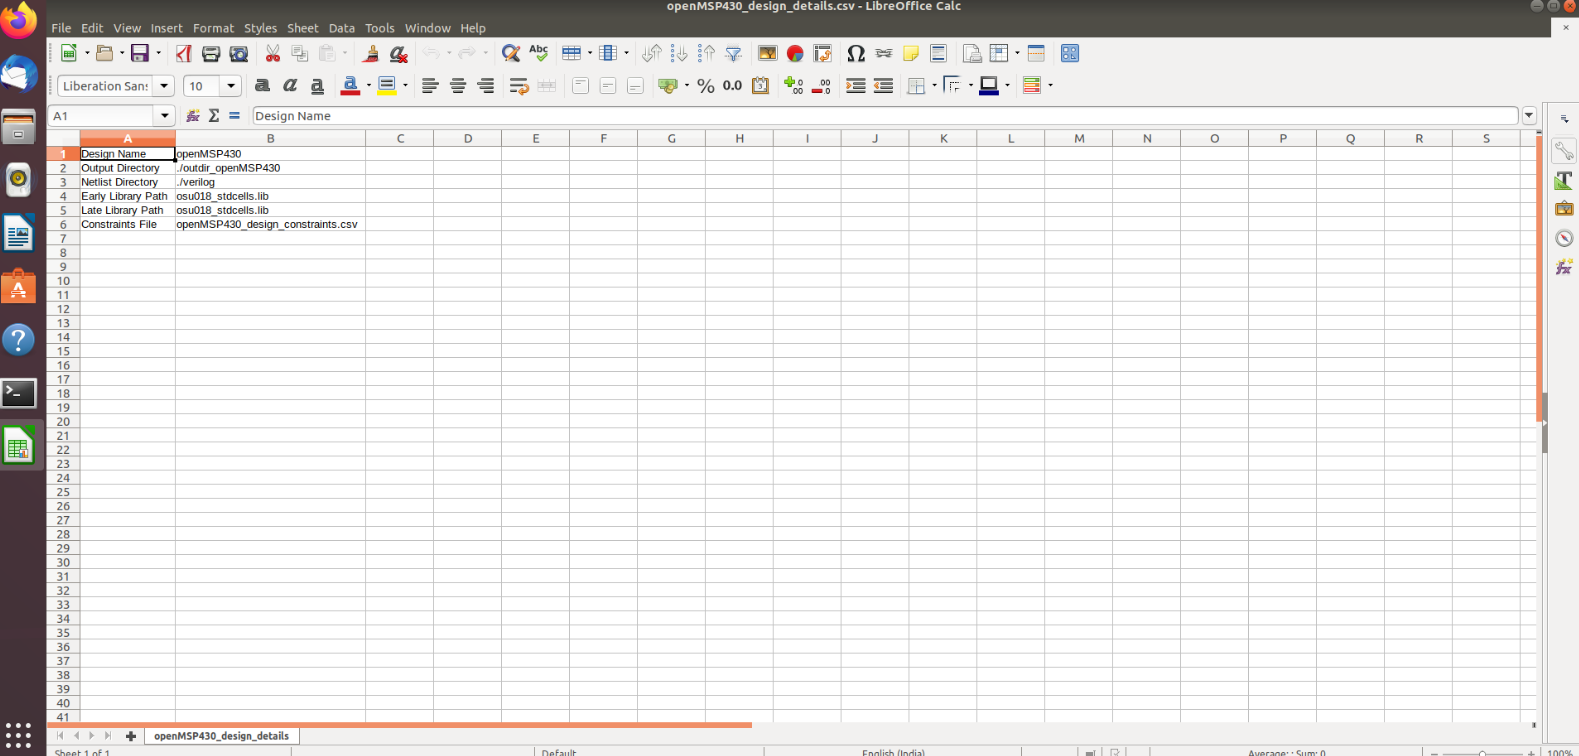 openMSP430_design_details.csv - LibreOffice Calc
File Edit View Insert Format Styles Sheet Data Tools Window Help
Liberation Sans 10 a a a a % 0.0
A1 fx Σ = Design Name
A B C D E F G H I J K L M N O P Q R S
1 Design Name openMSP430
2 Output Directory ./outdir_openMSP430
3 Netlist Directory ./verilog
4 Early Library Path osu018_stdcells.lib
5 Late Library Path osu018_stdcells.lib
6 Constraints File openMSP430_design_constraints.csv
7
8
9
10
11
12
13
14
15
16
17
18
19
20
21
22
23
24
25
26
27
28
29
30
31
32
33
34
35
36
37
38
39
40
41
openMSP430_design_details
Sheet 1 of 1 Default English (India) Average: ; Sum: 0 100%